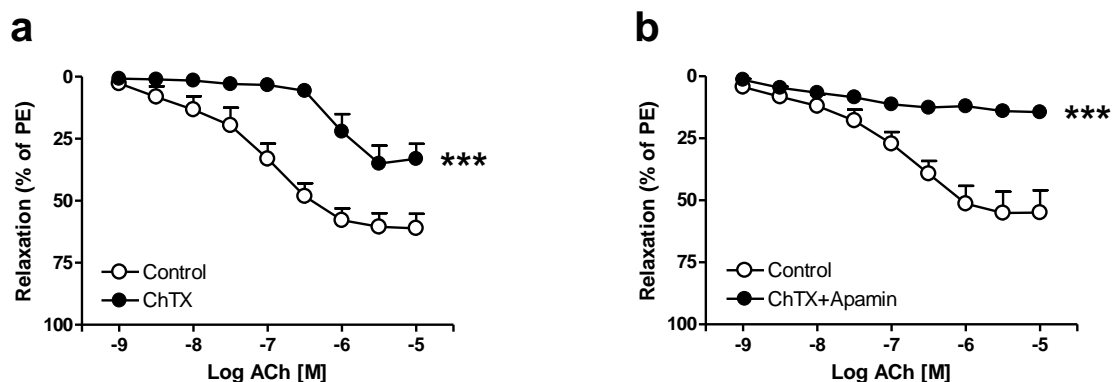 a
0
25
50
75
100
Relaxation (% of PE)
***
Control
ChTX
-9 -8 -7 -6 -5
Log ACh [M]
b
0
25
50
75
100
Relaxation (% of PE)
***
Control
ChTX+Apamin
-9 -8 -7 -6 -5
Log ACh [M]